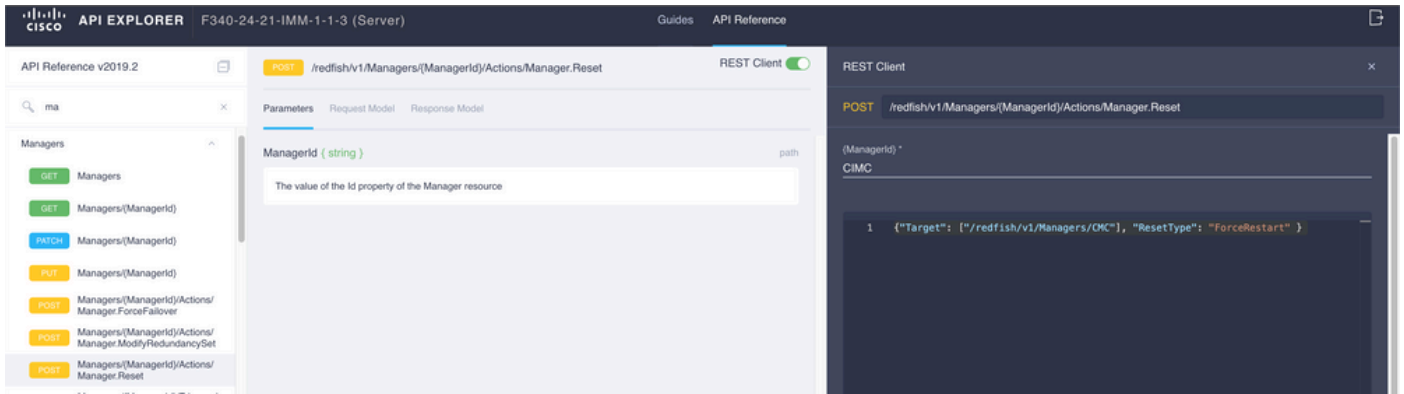 cisco API EXPLORER F340-24-21-IMM-1-1-3 (Server) Guides API Reference
API Reference v2019.2
ma
Managers
GET Managers
GET Managers/{ManagerId}
PATCH Managers/{ManagerId}
PUT Managers/{ManagerId}
POST Managers/{ManagerId}/Actions/
Manager.ForceFailover
POST Managers/{ManagerId}/Actions/
Manager.ModifyRedundancySet
POST Managers/{ManagerId}/Actions/
Manager.Reset
POST /redfish/v1/Managers/{ManagerId}/Actions/Manager.Reset REST Client
Parameters Request Model Response Model
ManagerId { string } path
The value of the Id property of the Manager resource
REST Client ×
POST /redfish/v1/Managers/{ManagerId}/Actions/Manager.Reset
{ManagerId} *
CIMC
1 {"Target": ["/redfish/v1/Managers/CMC"], "ResetType": "ForceRestart" }